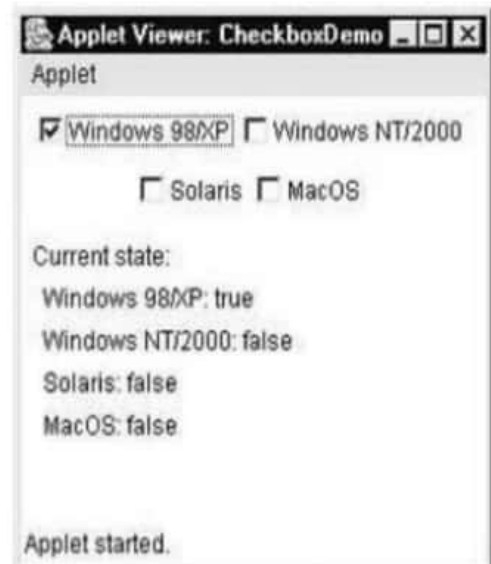 Applet Viewer: CheckboxDemo
Applet
Windows 98/XP Windows NT/2000
Solaris MacOS
Current state:
Windows 98/XP: true
Windows NT/2000: false
Solaris: false
MacOS: false
Applet started.